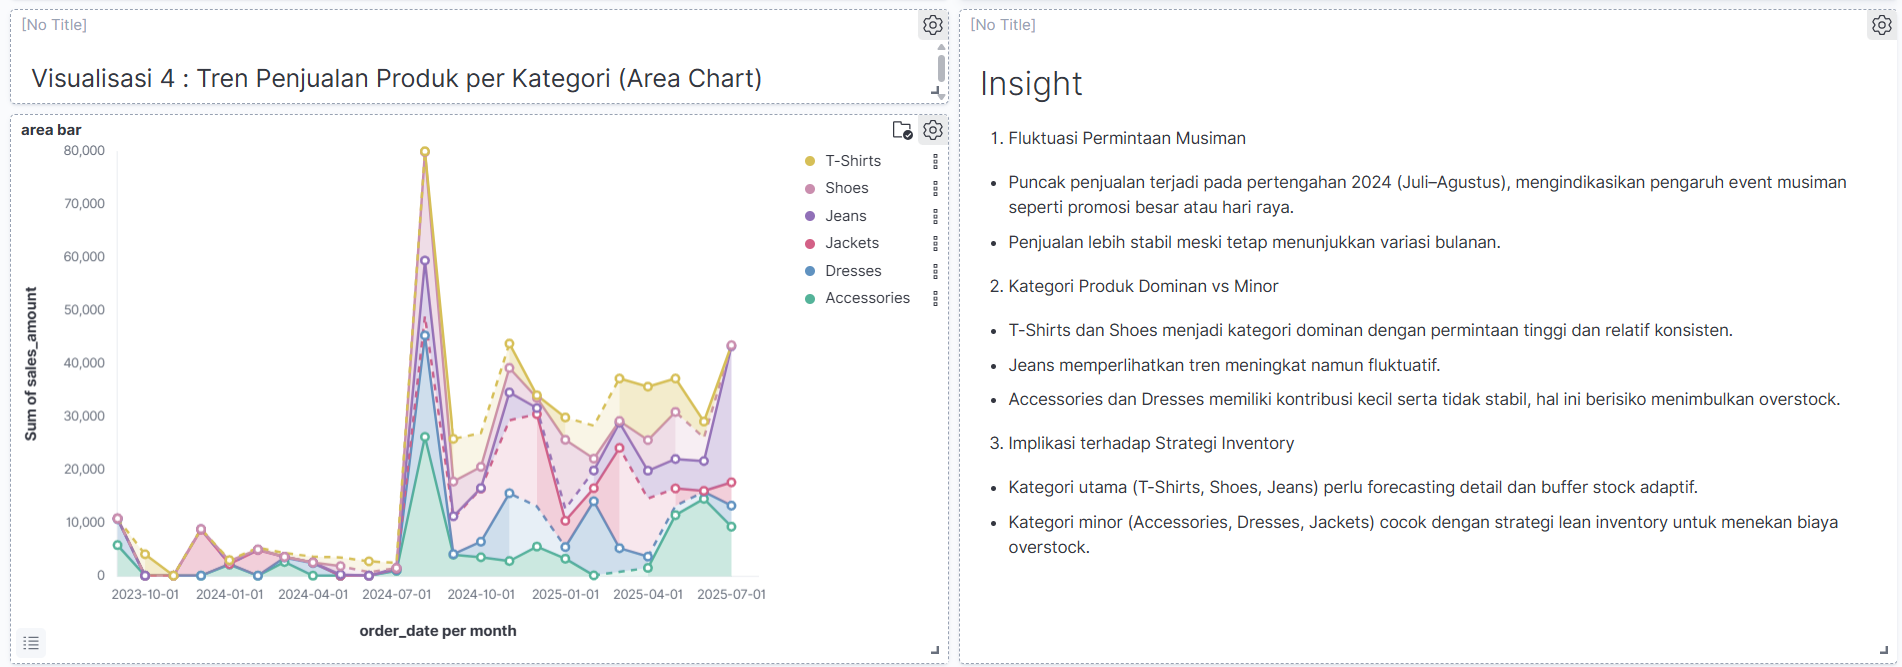 [No Title]
Visualisasi 4 : Tren Penjualan Produk per Kategori (Area Chart)
area bar
80,000
70,000
60,000
50,000
40,000
30,000
20,000
10,000
0
Sum of sales_amount
2023-10-01
2024-01-01
2024-04-01
2024-07-01
2024-10-01
2025-01-01
2025-04-01
2025-07-01
order_date per month
T-Shirts
Shoes
Jeans
Jackets
Dresses
Accessories
[No Title]
Insight
1. Fluktuasi Permintaan Musiman
• Puncak penjualan terjadi pada pertengahan 2024 (Juli–Agustus), mengindikasikan pengaruh event musiman
seperti promosi besar atau hari raya.
• Penjualan lebih stabil meski tetap menunjukkan variasi bulanan.
2. Kategori Produk Dominan vs Minor
• T-Shirts dan Shoes menjadi kategori dominan dengan permintaan tinggi dan relatif konsisten.
• Jeans memperlihatkan tren meningkat namun fluktuatif.
• Accessories dan Dresses memiliki kontribusi kecil serta tidak stabil, hal ini berisiko menimbulkan overstock.
3. Implikasi terhadap Strategi Inventory
• Kategori utama (T-Shirts, Shoes, Jeans) perlu forecasting detail dan buffer stock adaptif.
• Kategori minor (Accessories, Dresses, Jackets) cocok dengan strategi lean inventory untuk menekan biaya
overstock.